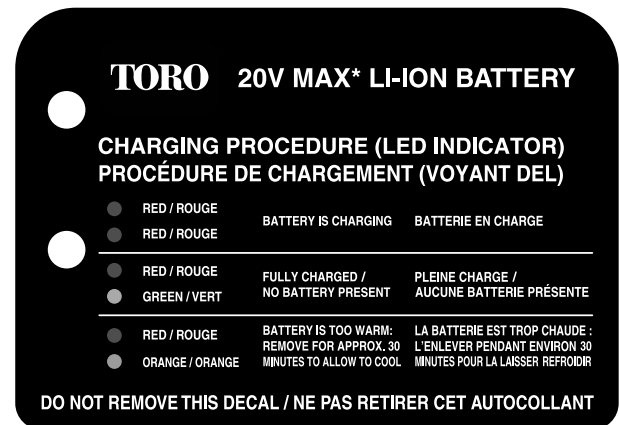 TORO 20V MAX* LI-ION BATTERY
CHARGING PROCEDURE (LED INDICATOR)
PROCÉDURE DE CHARGEMENT (VOYANT DEL)
RED / ROUGE
RED / ROUGE
BATTERY IS CHARGING
BATTERIE EN CHARGE
RED / ROUGE
GREEN / VERT
FULLY CHARGED /
NO BATTERY PRESENT
PLEINE CHARGE /
AUCUNE BATTERIE PRÉSENTE
RED / ROUGE
ORANGE / ORANGE
BATTERY IS TOO WARM:
REMOVE FOR APPROX. 30
MINUTES TO ALLOW TO COOL
LA BATTERIE EST TROP CHAUDE :
L'ENLEVER PENDANT ENVIRON 30
MINUTES POUR LA LAISSER REFROIDIR
DO NOT REMOVE THIS DECAL / NE PAS RETIRER CET AUTOCOLLANT